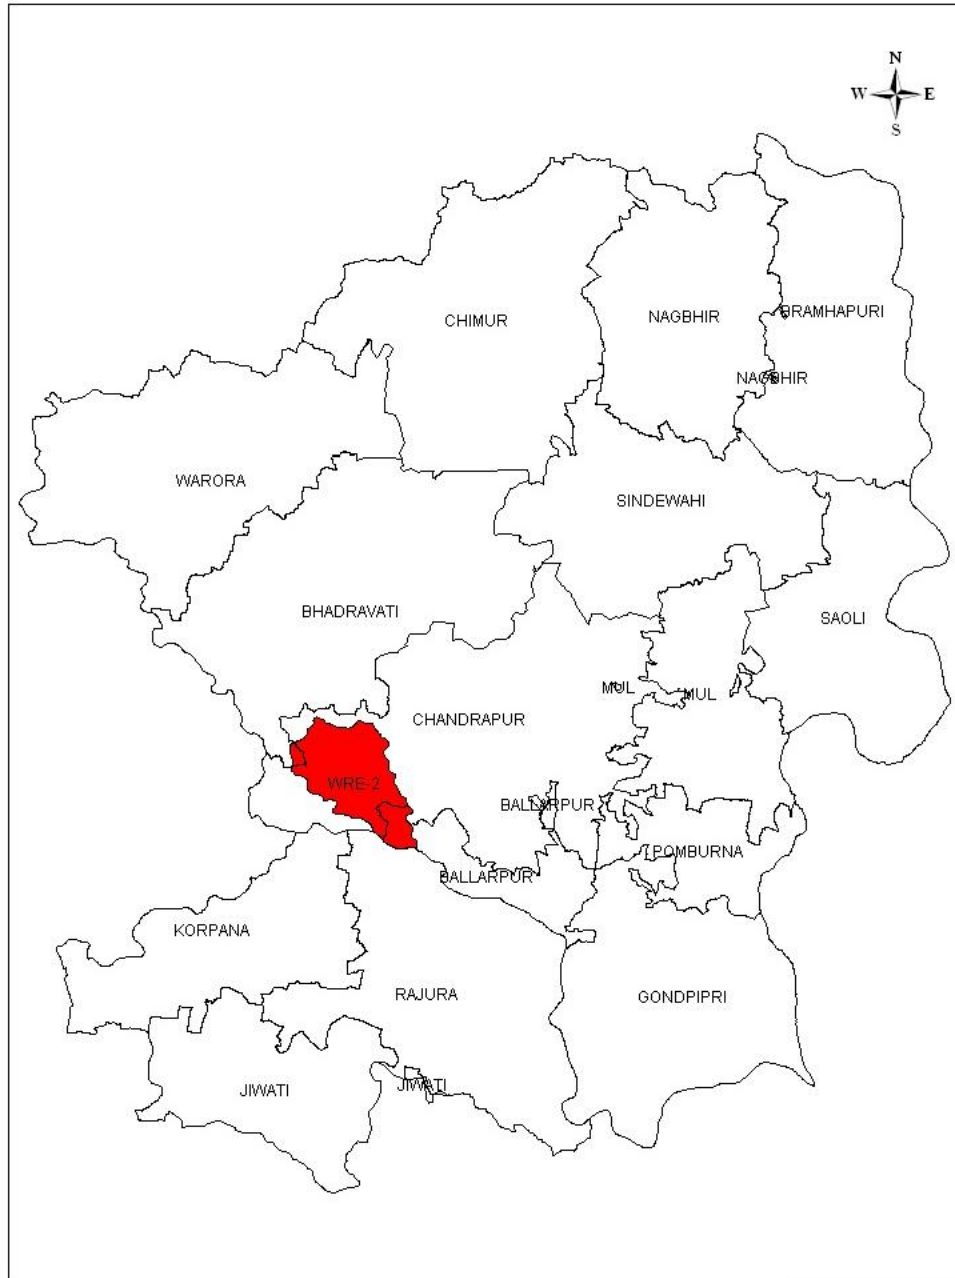 N
W E
S
CHIMUR
NAGBHIR
BRAMHAPURI
NAGBHIR
WARORA
SINDEWAHI
BHADRAVATI
SAOLI
MUL
MUL
CHANDRAPUR
WRE-2
BALLARPUR
POMBURNA
BALLARPUR
KORPANA
RAJURA
GONDPIPRI
JIWATI
JIWATI